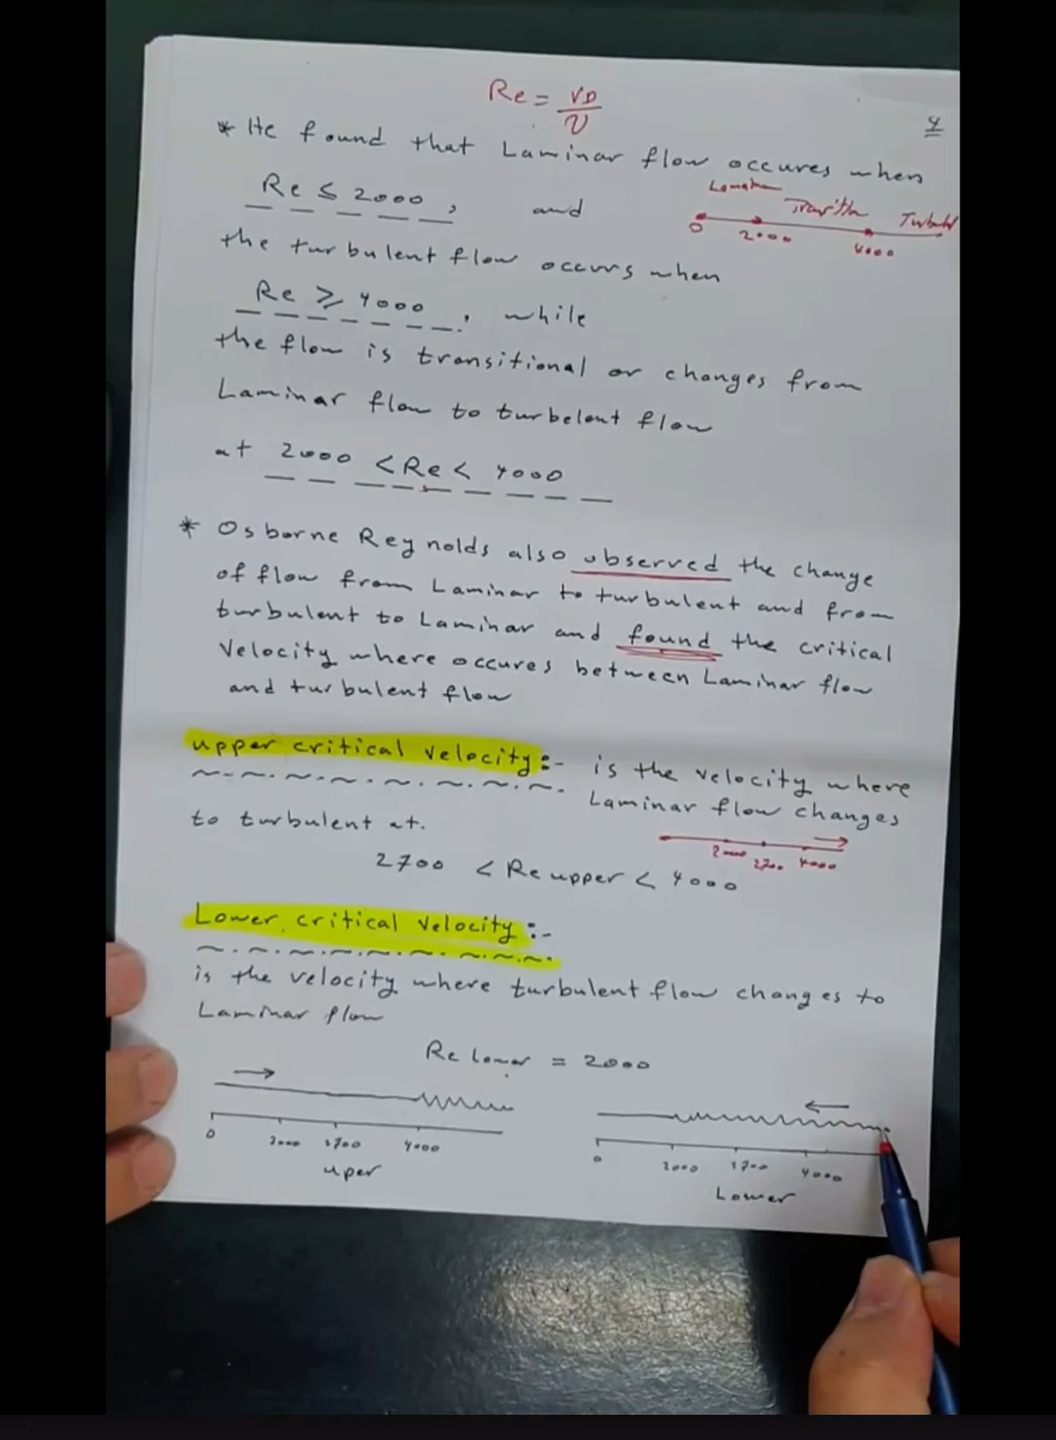 Re = VD/ν
4
* He found that Laminar flow occures when
Re ≤ 2000, and
Laminar Transition Turbulent
0 2000 4000
the turbulent flow occurs when
Re ≥ 4000, while
the flow is transitional or changes from
Laminar flow to turbelent flow
at 2000 < Re < 4000
* Osborne Reynolds also observed the change
of flow from Laminar to turbulent and from
turbulent to Laminar and found the critical
Velocity where occures between Laminar flow
and turbulent flow
upper critical velocity:- is the velocity where
Laminar flow changes
to turbulent at.
2000 2700 4000
2700 < Re upper < 4000
Lower critical velocity:-
is the velocity where turbulent flow changes to
Laminar flow
Re lower = 2000
0 2000 2700 4000
uper
0 2000 2700 4000
Lower